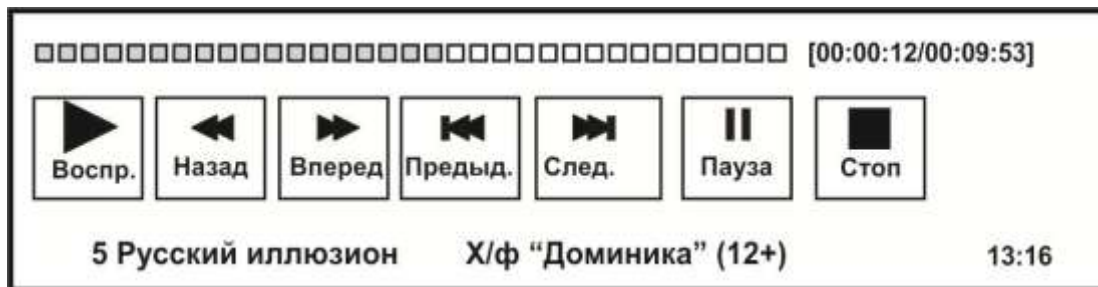 [00:00:12/00:09:53]
Воспр. Назад Вперед Предыд. След. Пауза Стоп
5 Русский иллюзион Х/ф “Доминика” (12+) 13:16